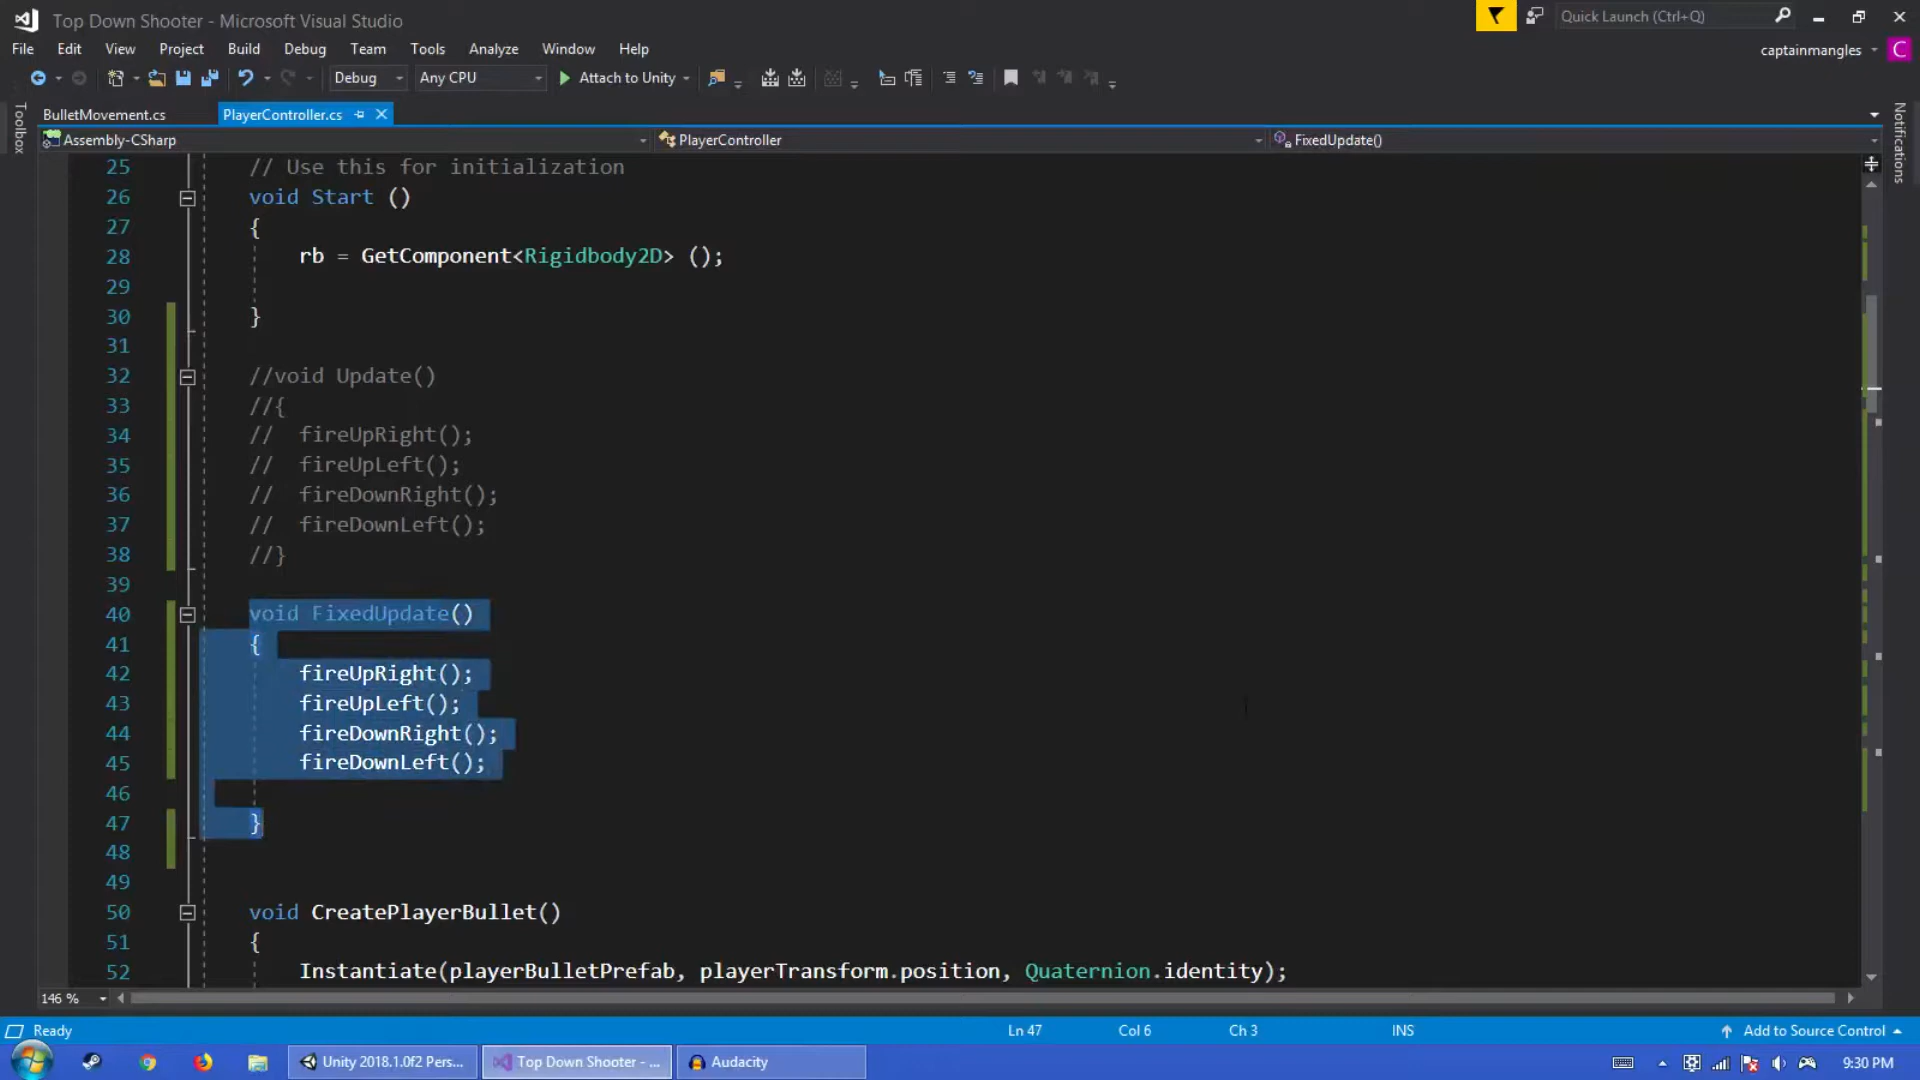 Top Down Shooter - Microsoft Visual Studio
Quick Launch (Ctrl+Q)
File Edit View Project Build Debug Team Tools Analyze Window Help
captainmangles C
Debug Any CPU Attach to Unity
Toolbox
BulletMovement.cs PlayerController.cs
Notifications
Assembly-CSharp PlayerController FixedUpdate()
25 // Use this for initialization
26 void Start ()
27 {
28 rb = GetComponent<Rigidbody2D> ();
29
30 }
31
32 //void Update()
33 //{
34 // fireUpRight();
35 // fireUpLeft();
36 // fireDownRight();
37 // fireDownLeft();
38 //}
39
40 void FixedUpdate()
41 {
42 fireUpRight();
43 fireUpLeft();
44 fireDownRight();
45 fireDownLeft();
46
47 }
48
49
50 void CreatePlayerBullet()
51 {
52 Instantiate(playerBulletPrefab, playerTransform.position, Quaternion.identity);
146 %
Ready Ln 47 Col 6 Ch 3 INS Add to Source Control
Unity 2018.1.0f2 Pers... Top Down Shooter - ... Audacity 9:30 PM